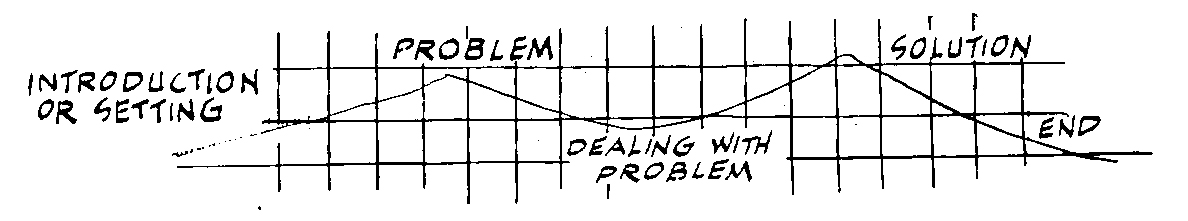 INTRODUCTION
OR SETTING
PROBLEM
DEALING WITH
PROBLEM
SOLUTION
END